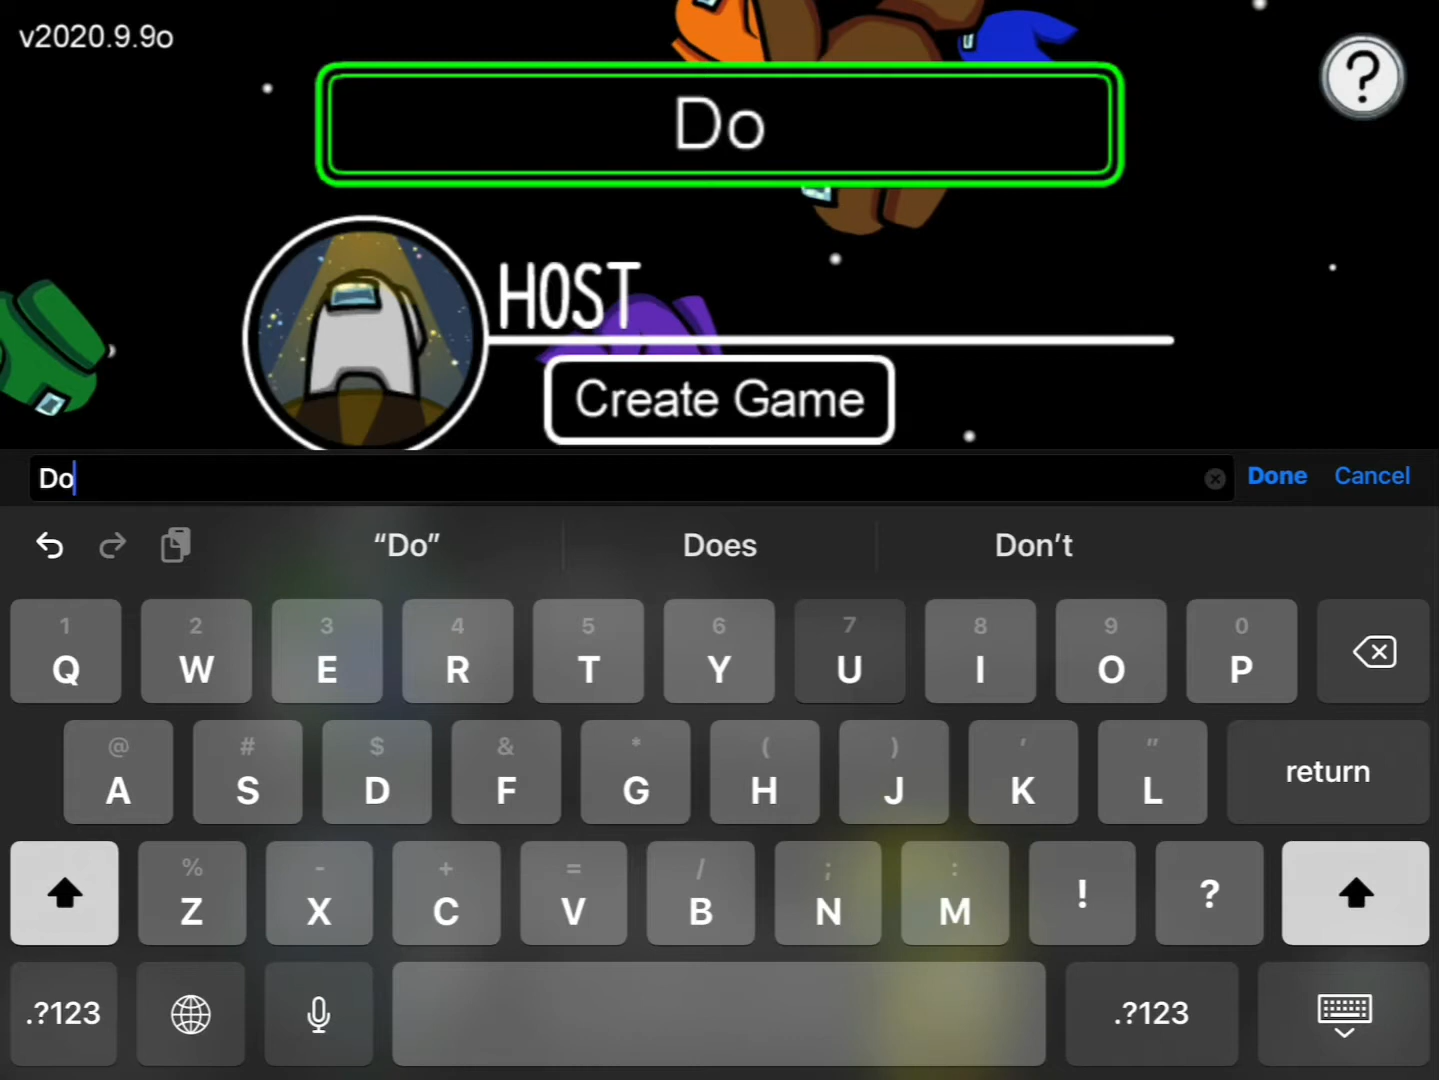 v2020.9.9o
?
Do
HOST
Create Game
Do Done Cancel
“Do” Does Don’t
1 2 3 4 5 6 7 8 9 0
Q W E R T Y U I O P
@ # $ & * ( ) ' "
A S D F G H J K L return
% - + = / ; :
Z X C V B N M ! ?
.?123 .?123